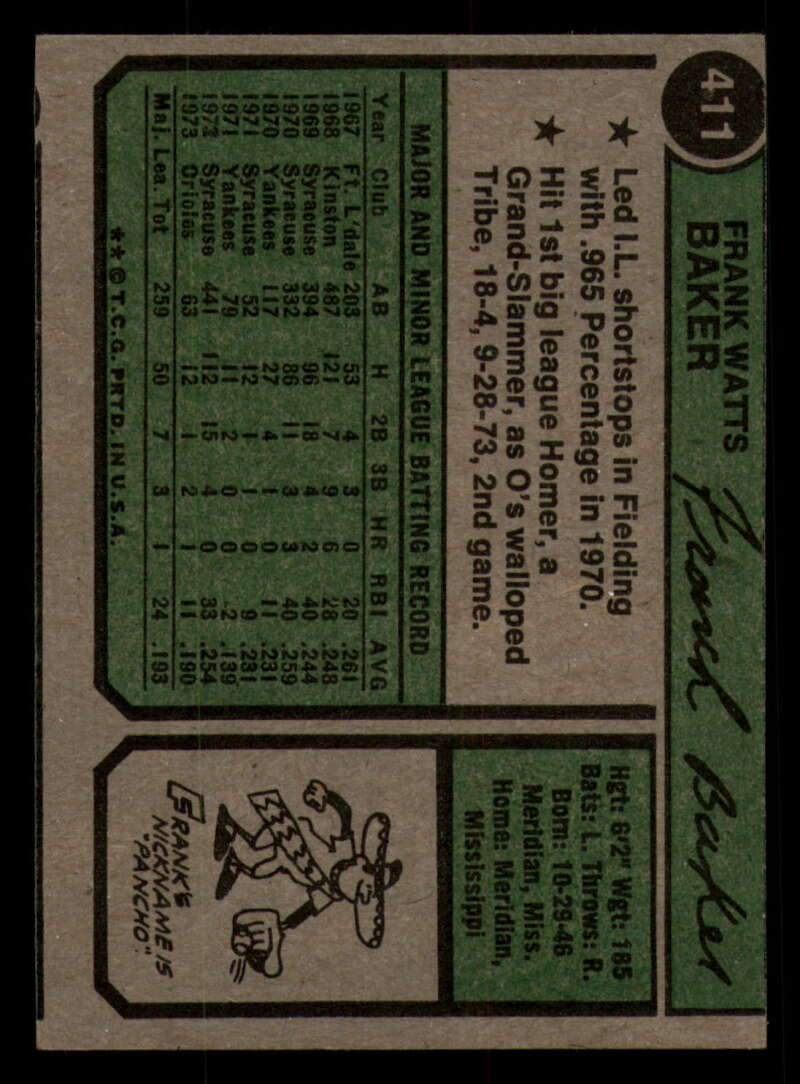 411
FRANK WATTS
BAKER
Frank Baker
★ Led I.L. shortstops in Fielding
with .965 Percentage in 1970.
★ Hit 1st big league Homer, a
Grand-Slammer, as O's walloped
Tribe, 18-4, 9-28-73, 2nd game.
MAJOR AND MINOR LEAGUE BATTING RECORD
Year Club AB H 2B 3B HR RBI AVG
1967 Ft. L'dale 203 53 4 3 0 20 .261
1968 Kinston 487 121 7 9 6 28 .248
1969 Syracuse 394 96 18 4 2 40 .244
1970 Syracuse 332 86 11 3 3 40 .259
1970 Yankees 117 27 4 1 0 11 .231
1971 Syracuse 52 12 1 1 0 9 .231
1971 Yankees 79 11 2 0 0 2 .139
1972 Syracuse 441 112 15 4 0 33 .254
1973 Orioles 63 12 1 2 1 11 .190
Maj. Lea. Tot 259 50 7 3 1 24 .193
**© T.C.G. PRTD. IN U.S.A.
Hgt: 6'2" Wgt: 185
Bats: L. Throws: R.
Born: 10-29-46
Meridian, Miss.
Home: Meridian,
Mississippi
FRANK'S
NICKNAME IS
"PANCHO".